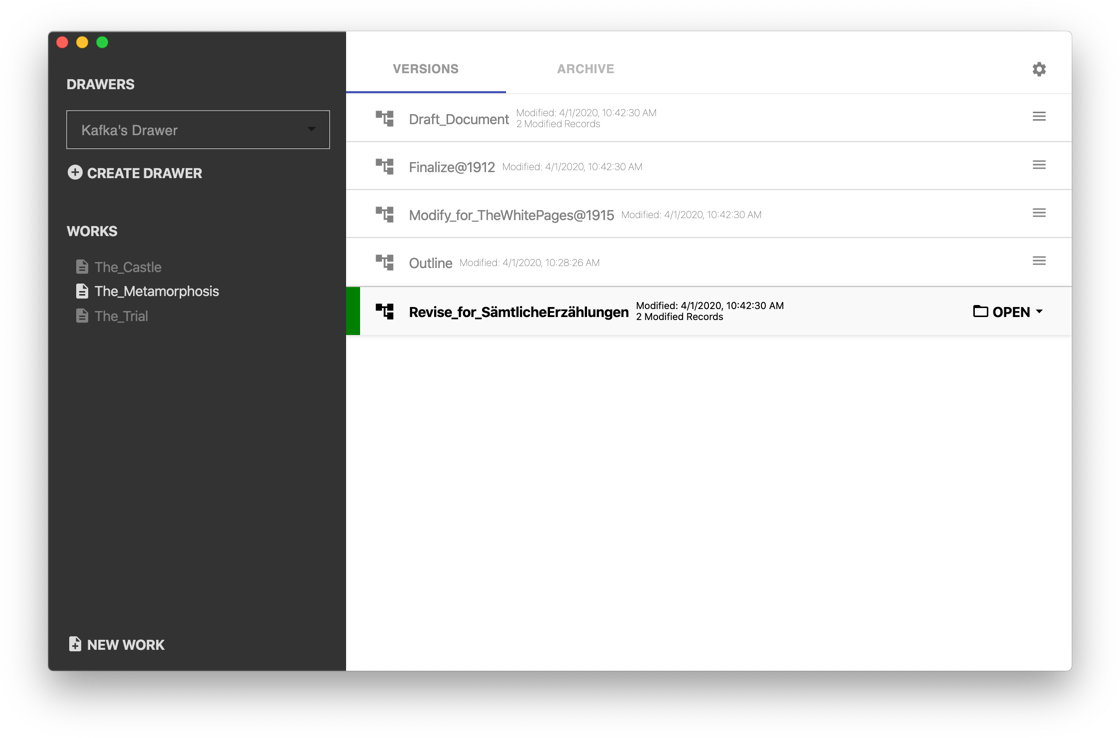 DRAWERS
Kafka's Drawer
CREATE DRAWER
WORKS
The_Castle
The_Metamorphosis
The_Trial
NEW WORK
VERSIONS
ARCHIVE
Draft_Document
Modified: 4/1/2020, 10:42:30 AM
2 Modified Records
Finalize@1912 Modified: 4/1/2020, 10:42:30 AM
Modify_for_TheWhitePages@1915 Modified: 4/1/2020, 10:42:30 AM
Outline Modified: 4/1/2020, 10:28:26 AM
Revise_for_SämtlicheErzählungen
Modified: 4/1/2020, 10:42:30 AM
2 Modified Records
OPEN